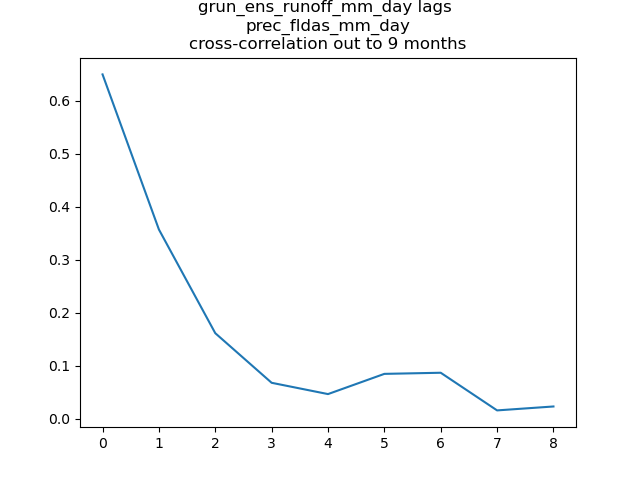 grun_ens_runoff_mm_day lags
prec_fldas_mm_day
cross-correlation out to 9 months
0.6
0.5
0.4
0.3
0.2
0.1
0.0
0 1 2 3 4 5 6 7 8